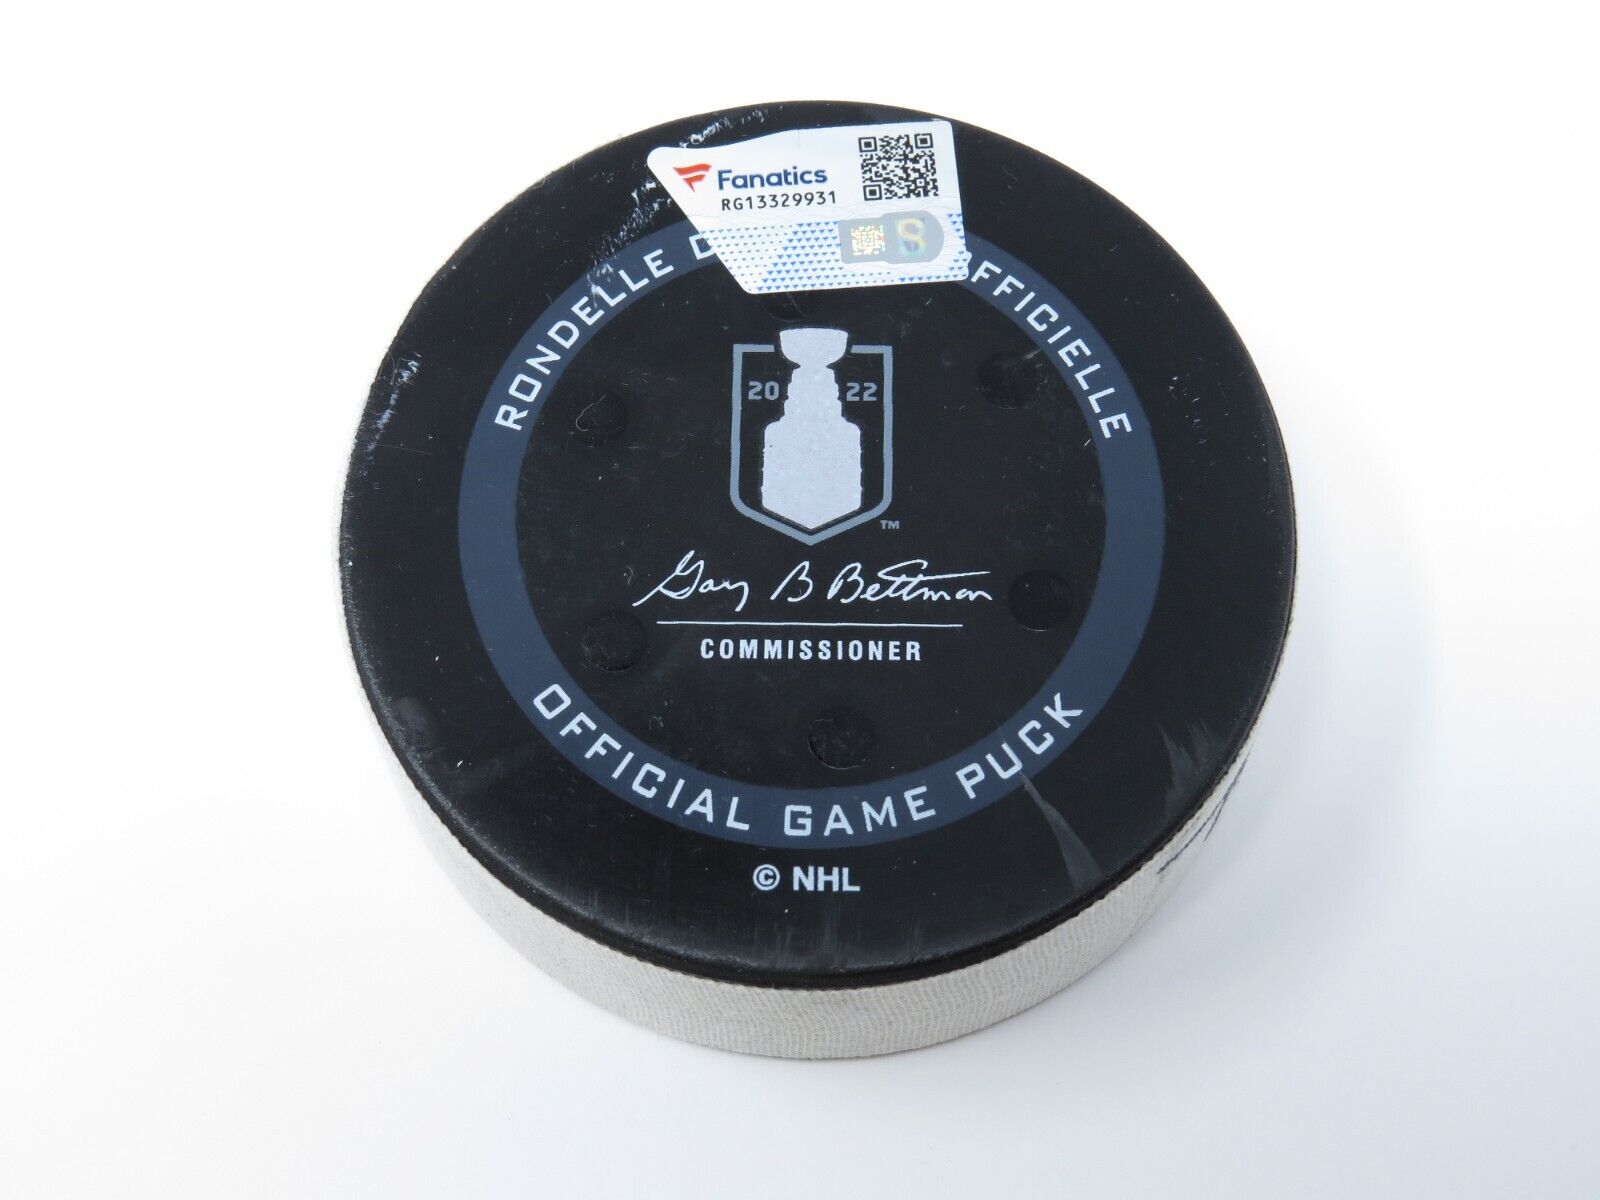 Fanatics
RG13329931
RONDELLE
OFFICIELLE
20 22
TM
Gary B Bettman
COMMISSIONER
OFFICIAL GAME PUCK
© NHL